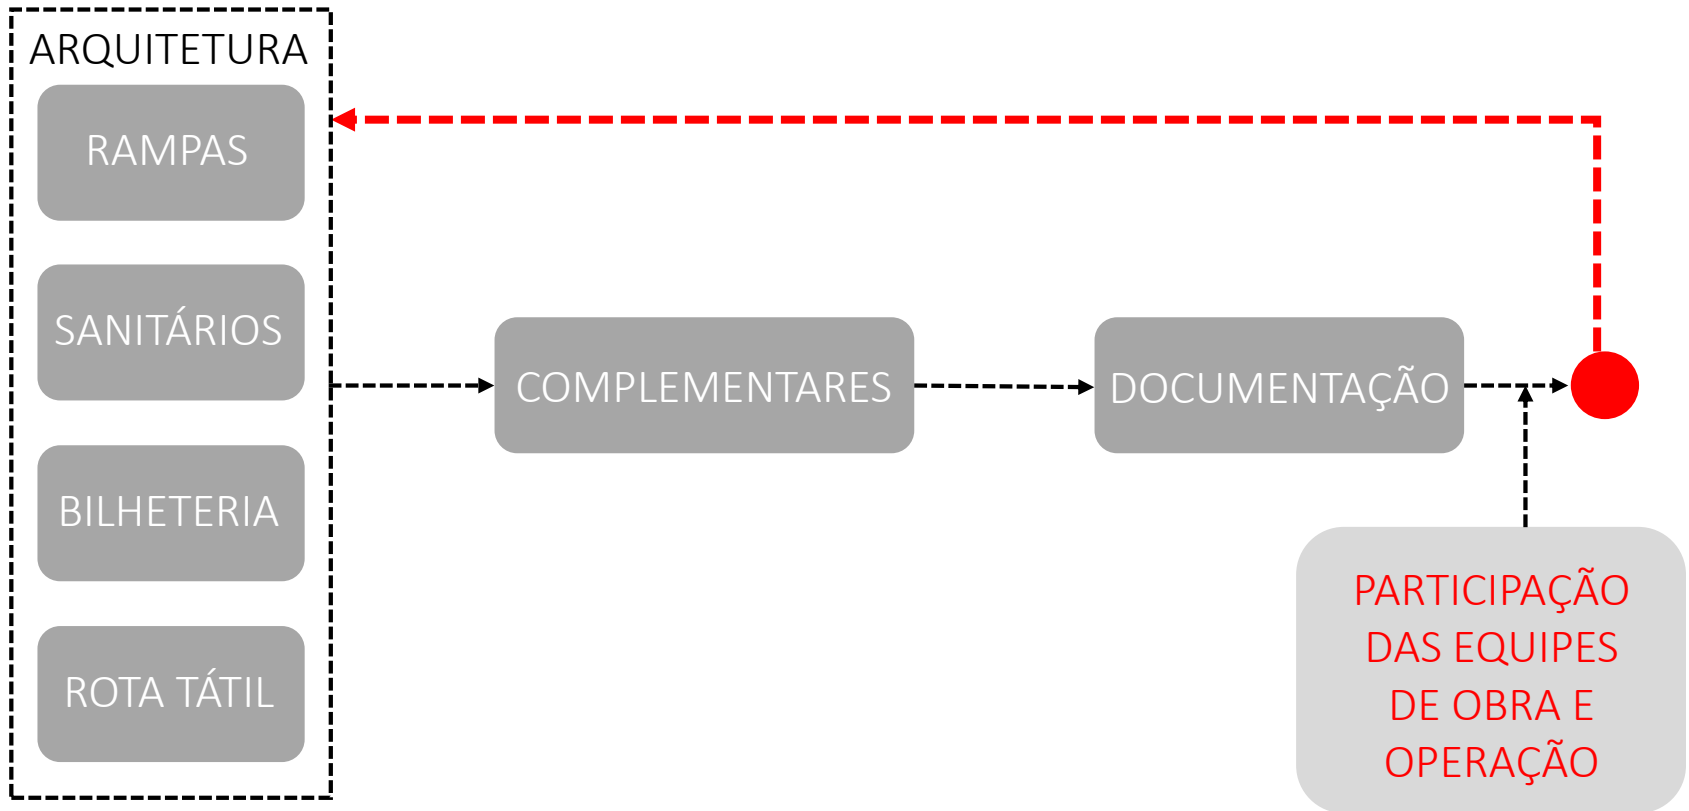 ARQUITETURA
RAMPAS
SANITÁRIOS
BILHETERIA
ROTA TÁTIL
COMPLEMENTARES
DOCUMENTAÇÃO
PARTICIPAÇÃO
DAS EQUIPES
DE OBRA E
OPERAÇÃO